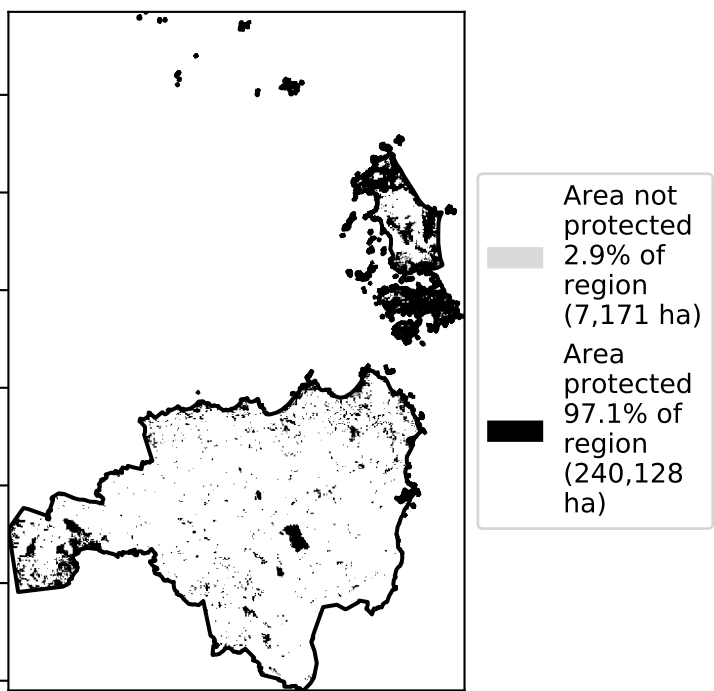 Area not
protected
2.9% of
region
(7,171 ha)
Area
protected
97.1% of
region
(240,128
ha)